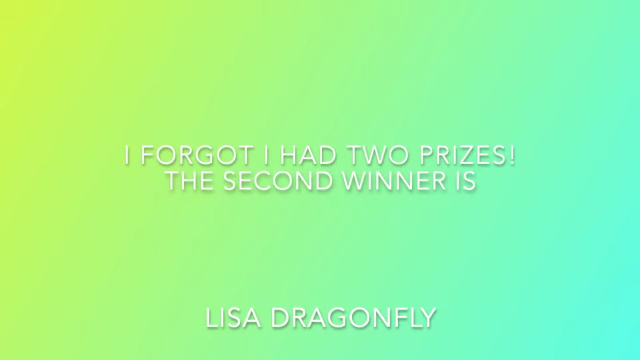 I FORGOT I HAD TWO PRIZES!
THE SECOND WINNER IS
LISA DRAGONFLY